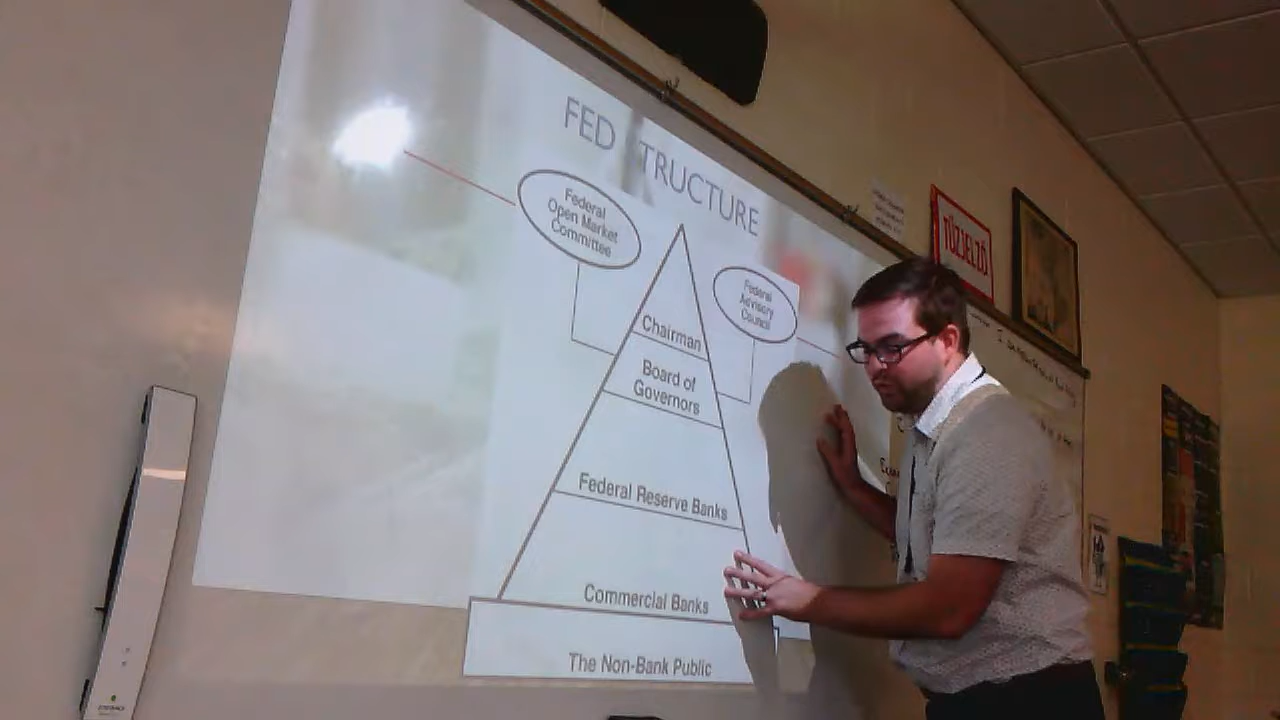 FED STRUCTURE
Federal
Open Market
Committee
Federal
Advisory
Council
Chairman
Board of
Governors
Federal Reserve Banks
Commercial Banks
The Non-Bank Public
TŰZJELZŐ